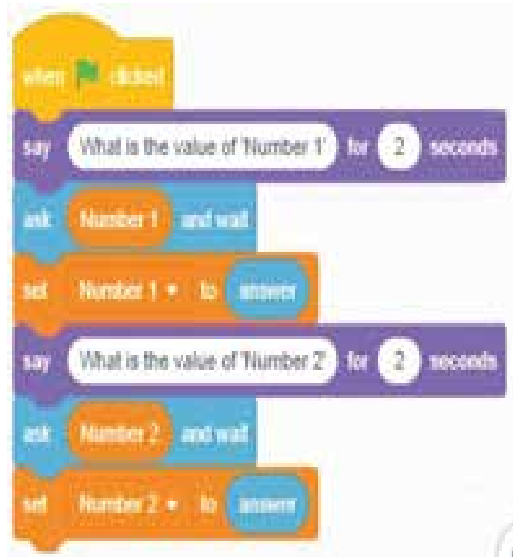 when clicked
say What is the value of 'Number 1' for 2 seconds
ask Number 1 and wait
set Number 1 to answer
say What is the value of 'Number 2' for 2 seconds
ask Number 2 and wait
set Number 2 to answer